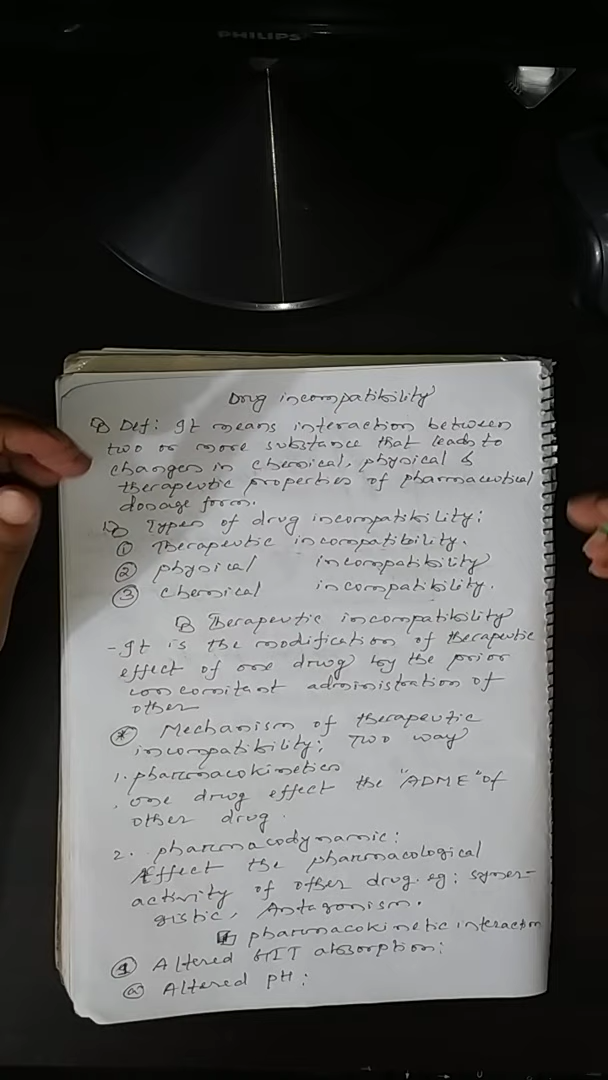 PHILIPS
Drug incompatibility
Def: It means interaction between
two or more substance that leads to
changes in chemical, physical &
therapeutic properties of pharmaceutical
dosage form.
Types of drug incompatibility:
① Therapeutic incompatibility.
② physical incompatibility
③ chemical incompatibility.
Therapeutic incompatibility
- It is the modification of therapeutic
effect of one drug by the prior
concomitant administration of
other
* Mechanism of therapeutic
incompatibility; Two way
1. pharmacokinetics
. one drug effect the "ADME" of
other drug.
2. pharmacodynamic:
Affect the pharmacological
activity of other drug. eg: syner-
gistic, Antagonism.
pharmacokinetic interaction
① Altered GIT absorption:
ⓐ Altered pH: